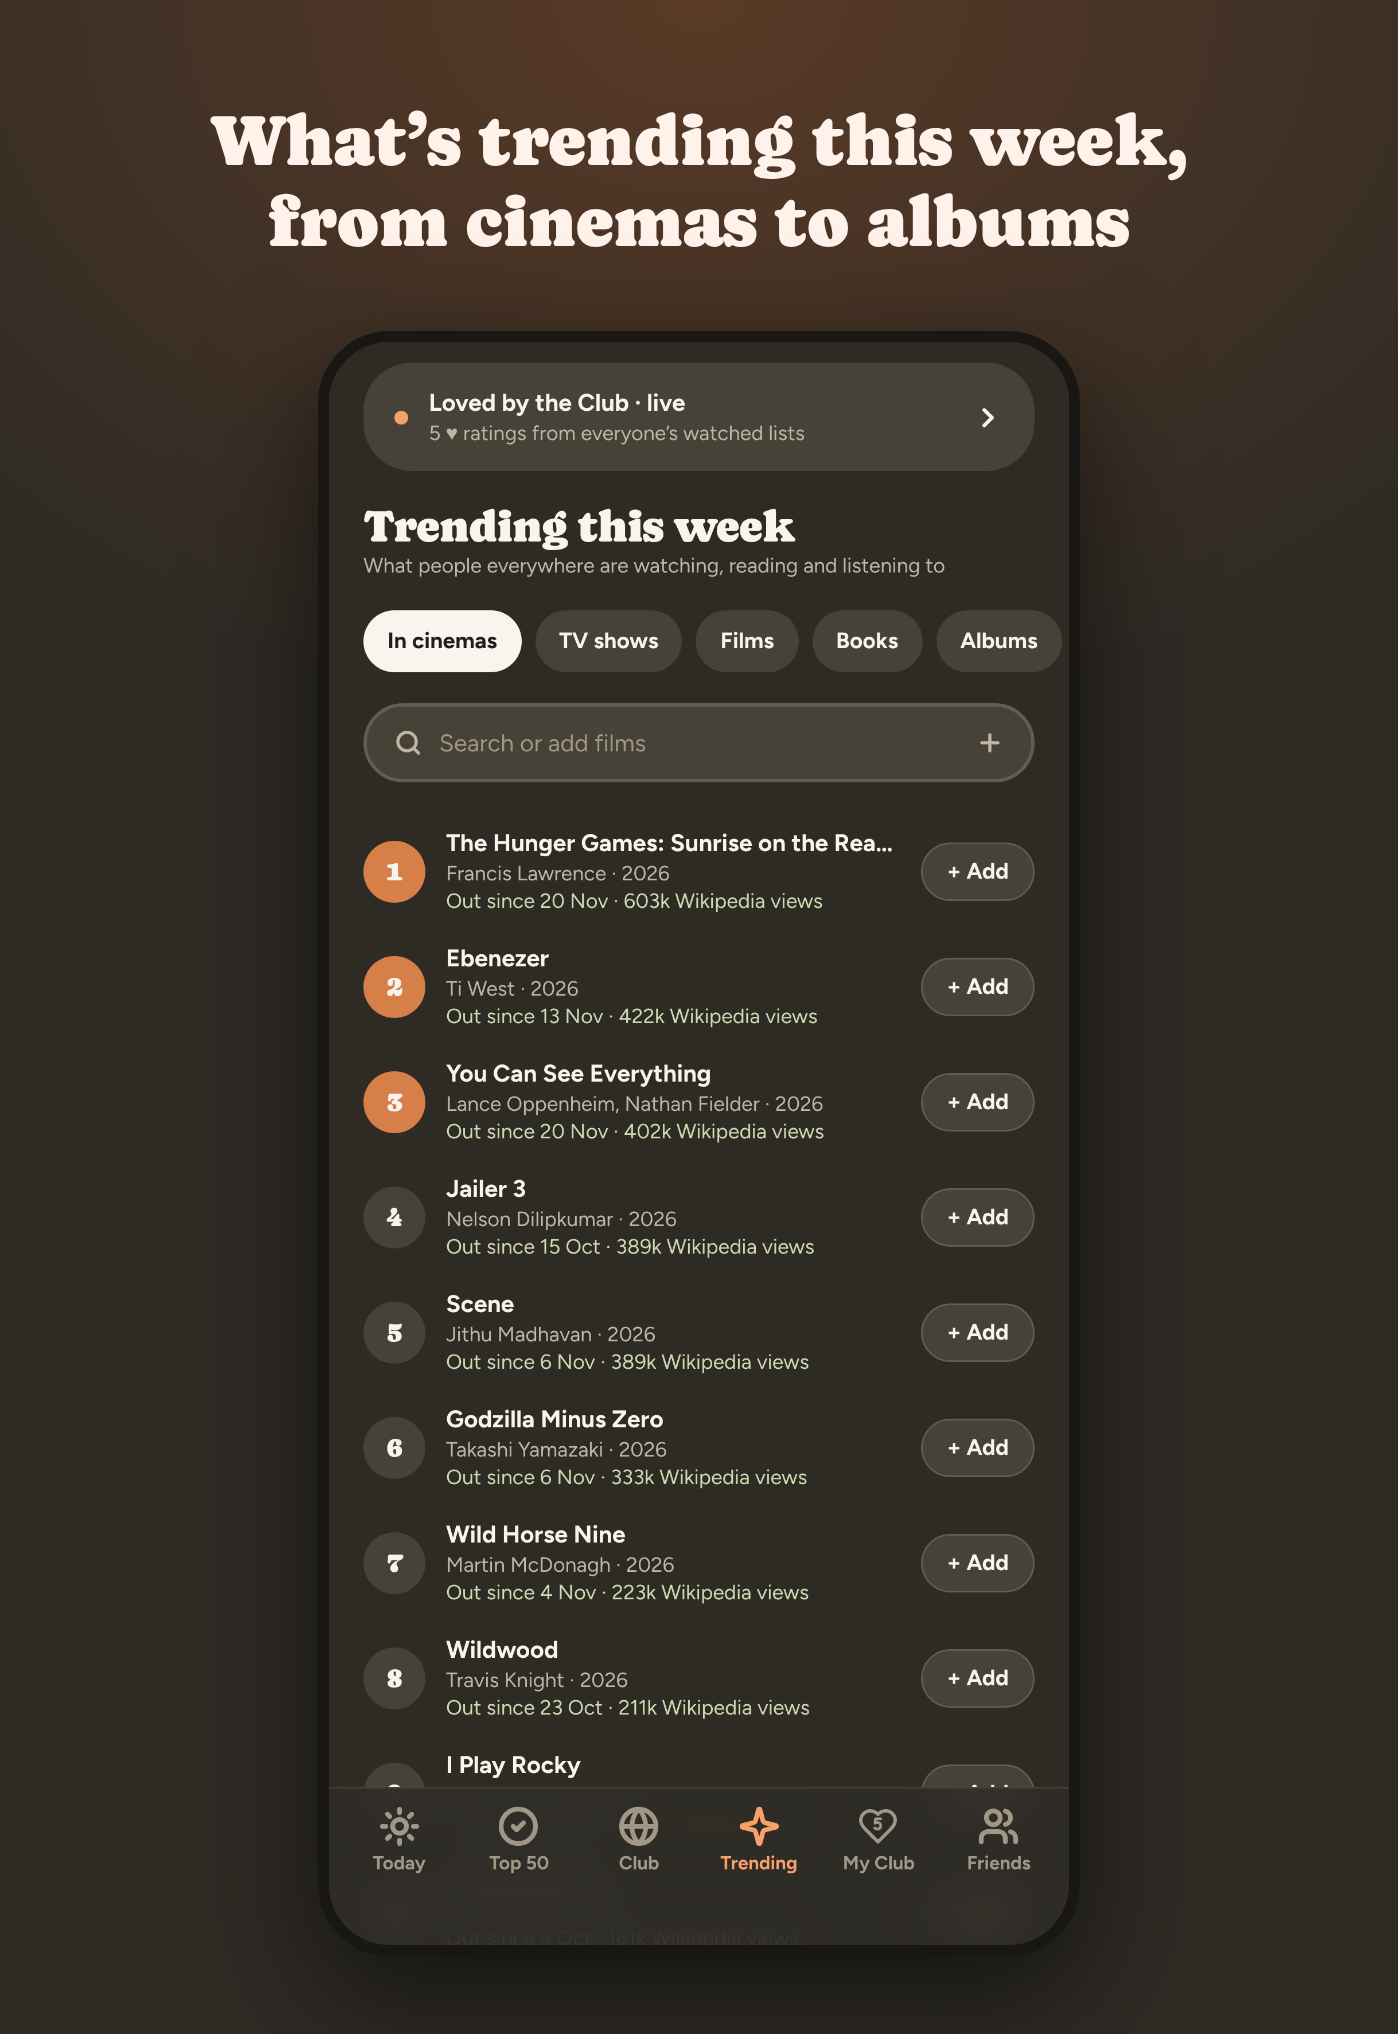 What’s trending this week,
from cinemas to albums
Loved by the Club · live
5 ♥ ratings from everyone’s watched lists
Trending this week
What people everywhere are watching, reading and listening to
In cinemas
TV shows
Films
Books
Albums
Search or add films
1
The Hunger Games: Sunrise on the Rea...
Francis Lawrence · 2026
Out since 20 Nov · 603k Wikipedia views
+ Add
2
Ebenezer
Ti West · 2026
Out since 13 Nov · 422k Wikipedia views
+ Add
3
You Can See Everything
Lance Oppenheim, Nathan Fielder · 2026
Out since 20 Nov · 402k Wikipedia views
+ Add
4
Jailer 3
Nelson Dilipkumar · 2026
Out since 15 Oct · 389k Wikipedia views
+ Add
5
Scene
Jithu Madhavan · 2026
Out since 6 Nov · 389k Wikipedia views
+ Add
6
Godzilla Minus Zero
Takashi Yamazaki · 2026
Out since 6 Nov · 333k Wikipedia views
+ Add
7
Wild Horse Nine
Martin McDonagh · 2026
Out since 4 Nov · 223k Wikipedia views
+ Add
8
Wildwood
Travis Knight · 2026
Out since 23 Oct · 211k Wikipedia views
+ Add
I Play Rocky
Today
Top 50
Club
Trending
5
My Club
Friends
Out since 9 Oct · 161k Wikipedia views